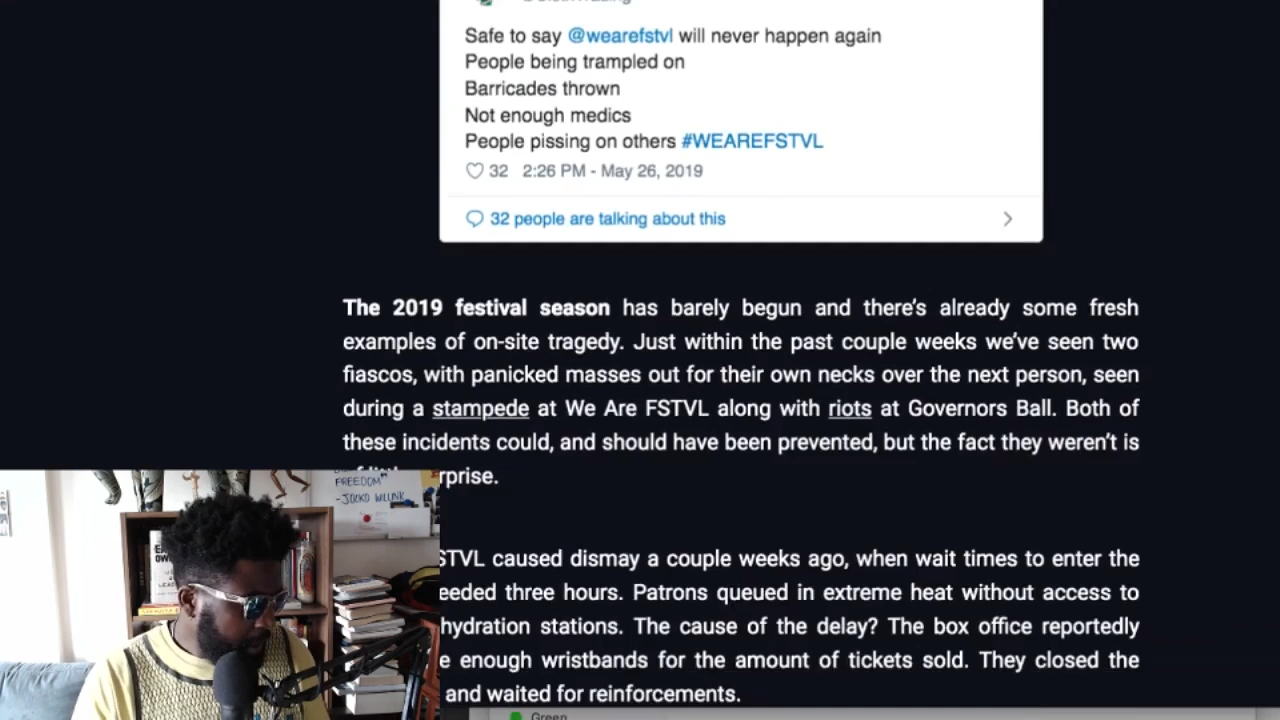 Safe to say @wearefstvl will never happen again
People being trampled on
Barricades thrown
Not enough medics
People pissing on others #WEAREFSTVL
32 2:26 PM - May 26, 2019
32 people are talking about this
The 2019 festival season has barely begun and there's already some fresh
examples of on-site tragedy. Just within the past couple weeks we've seen two
fiascos, with panicked masses out for their own necks over the next person, seen
during a stampede at We Are FSTVL along with riots at Governors Ball. Both of
these incidents could, and should have been prevented, but the fact they weren't is
rprise.
FREEDOM"
-JOCKO WILLINK
STVL caused dismay a couple weeks ago, when wait times to enter the
eeded three hours. Patrons queued in extreme heat without access to
hydration stations. The cause of the delay? The box office reportedly
e enough wristbands for the amount of tickets sold. They closed the
and waited for reinforcements.
Green